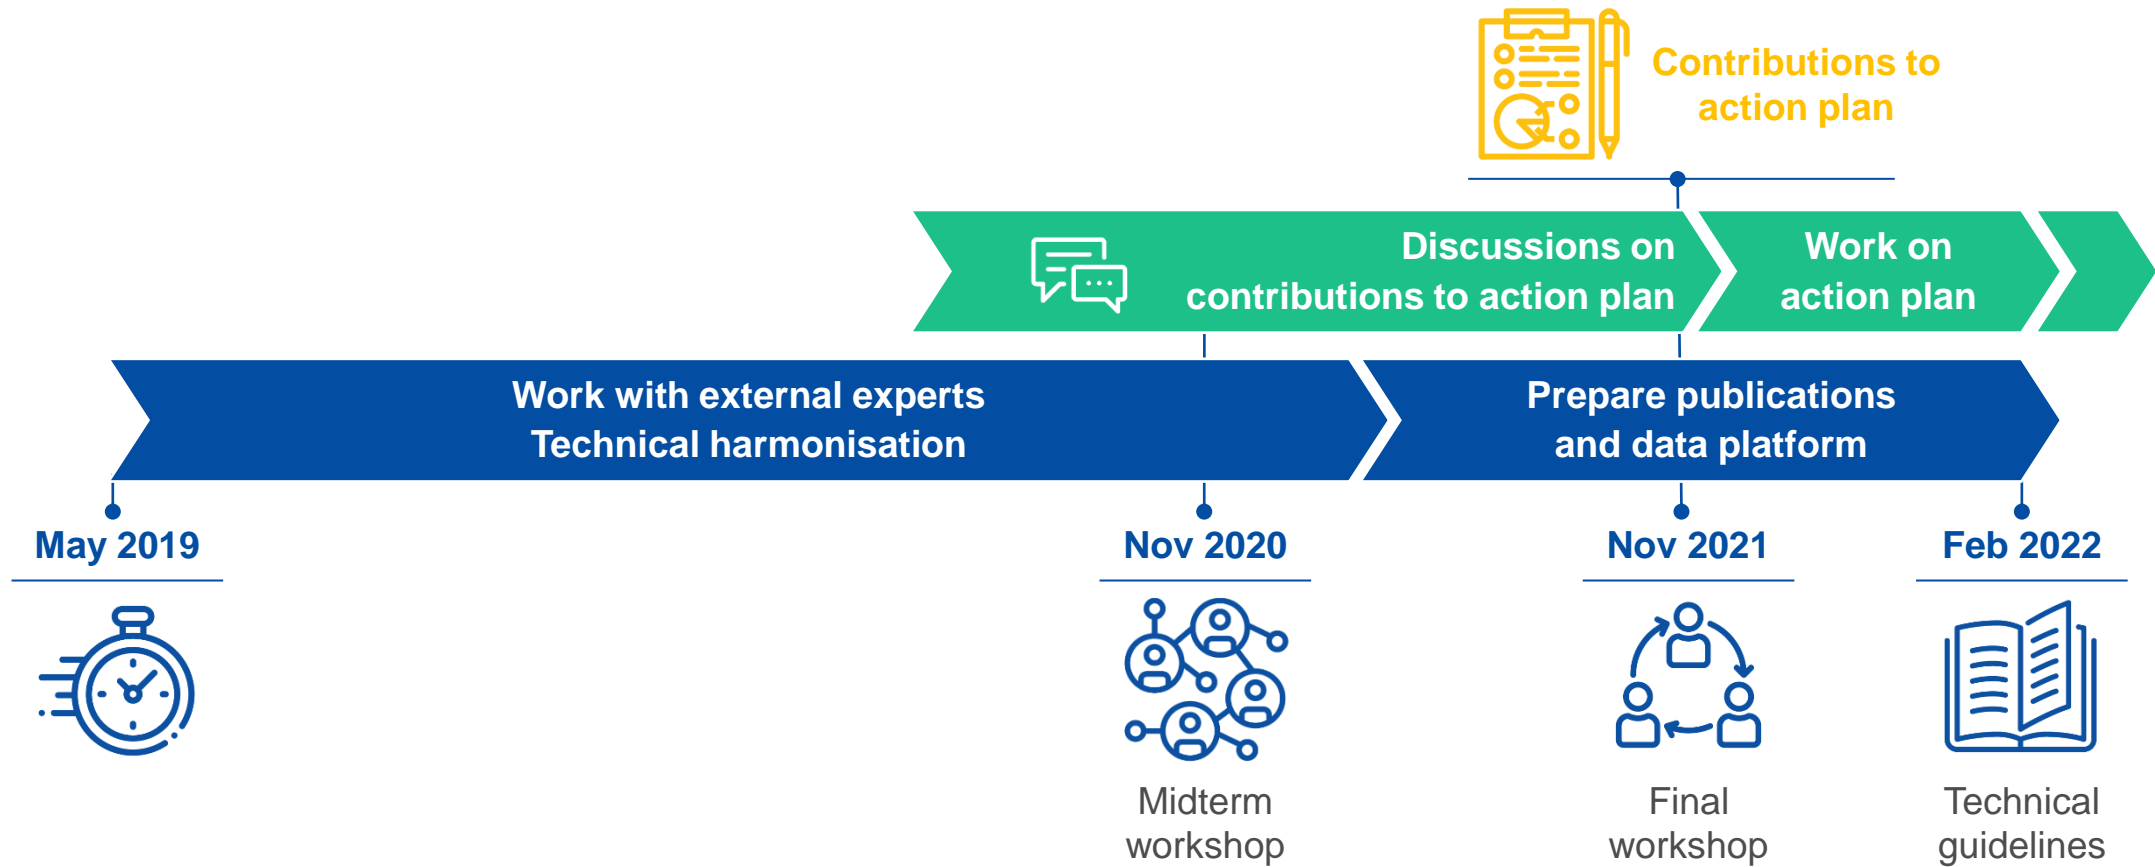 Contributions to
action plan
Discussions on
contributions to action plan
Work on
action plan
Work with external experts
Technical harmonisation
Prepare publications
and data platform
May 2019
Nov 2020
Nov 2021
Feb 2022
Midterm
workshop
Final
workshop
Technical
guidelines